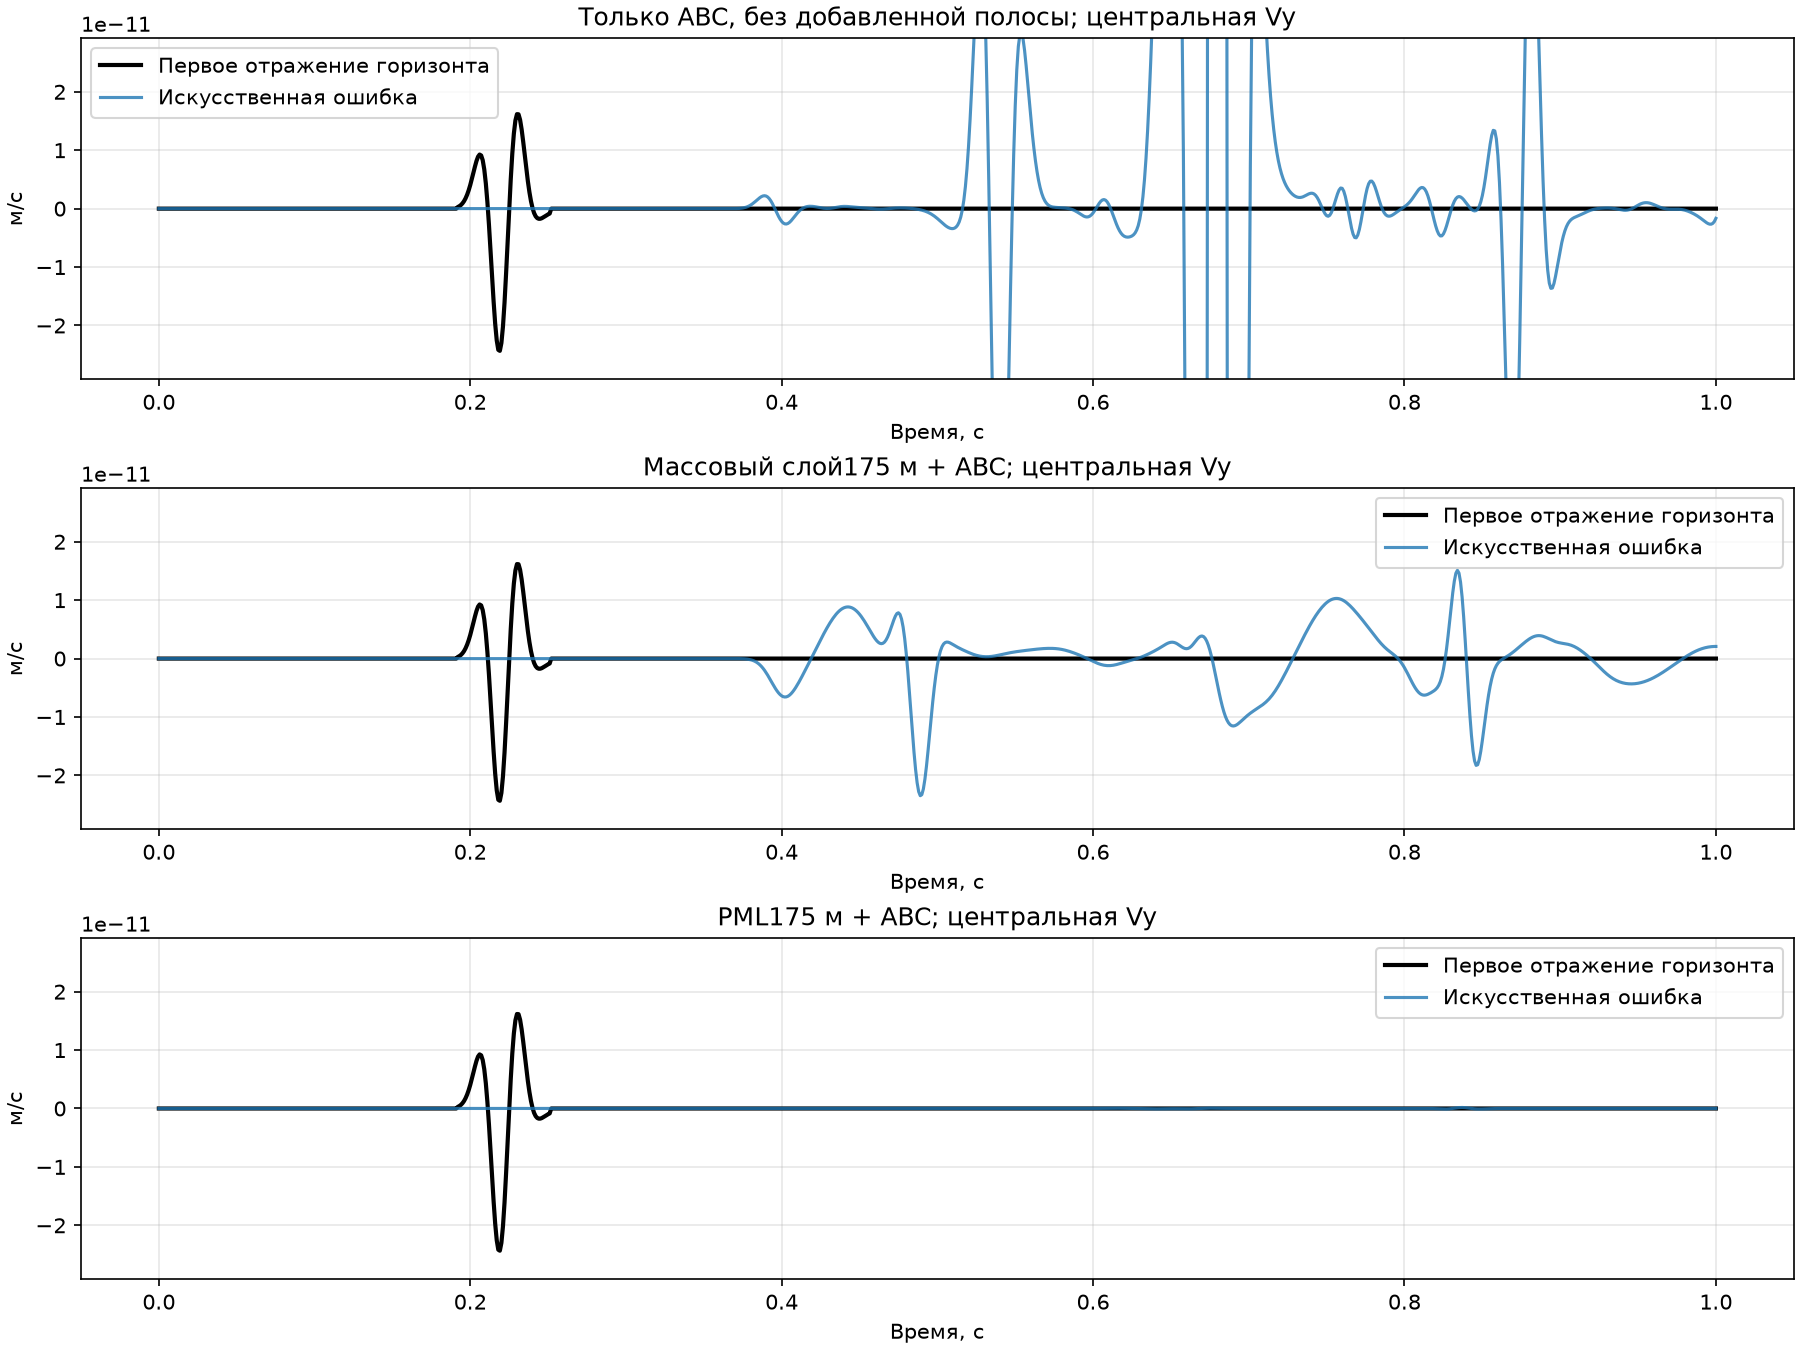 Только ABC, без добавленной полосы; центральная Vy
1e−11
Первое отражение горизонта
Искусственная ошибка
2
1
0
−1
−2
м/с
0.0 0.2 0.4 0.6 0.8 1.0
Время, с
Массовый слой175 м + ABC; центральная Vy
1e−11
Первое отражение горизонта
Искусственная ошибка
2
1
0
−1
−2
м/с
0.0 0.2 0.4 0.6 0.8 1.0
Время, с
PML175 м + ABC; центральная Vy
1e−11
Первое отражение горизонта
Искусственная ошибка
2
1
0
−1
−2
м/с
0.0 0.2 0.4 0.6 0.8 1.0
Время, с